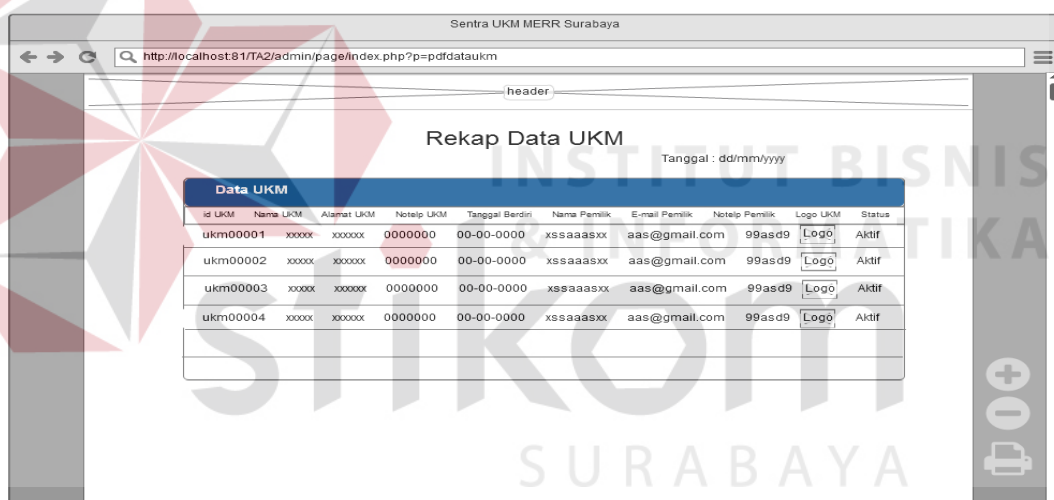 Sentra UKM MERR Surabaya
http://localhost:81/TA2/admin/page/index.php?p=pdfdataukm
header
Rekap Data UKM
Tanggal : dd/mm/yyyy
Data UKM
id UKM Nama UKM Alamat UKM Notelp UKM Tanggal Berdiri Nama Pemilik E-mail Pemilik Notelp Pemilik Logo UKM Status
ukm00001 xxxxx xxxxxx 0000000 00-00-0000 xssaaasxx aas@gmail.com 99asd9 Logo Aktif
ukm00002 xxxxx xxxxxx 0000000 00-00-0000 xssaaasxx aas@gmail.com 99asd9 Logo Aktif
ukm00003 xxxxx xxxxxx 0000000 00-00-0000 xssaaasxx aas@gmail.com 99asd9 Logo Aktif
ukm00004 xxxxx xxxxxx 0000000 00-00-0000 xssaaasxx aas@gmail.com 99asd9 Logo Aktif
INSTITUT BISNIS
& INFORMATIKA
stikom
SURABAYA